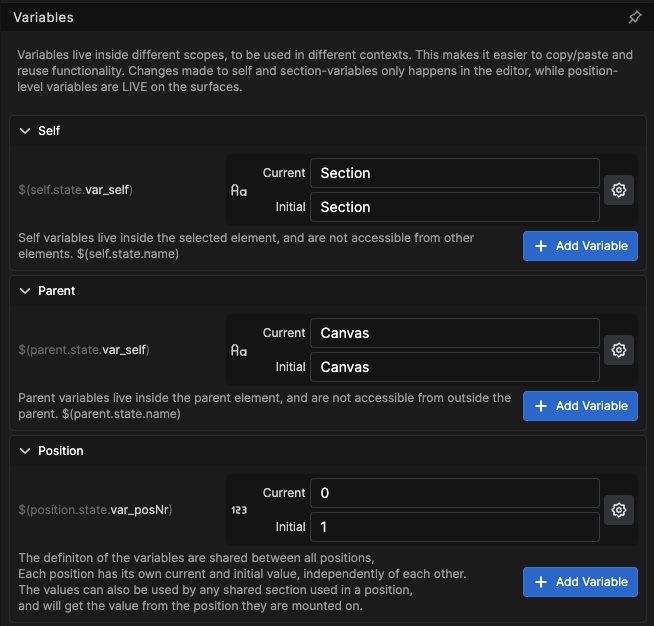 Variables
Variables live inside different scopes, to be used in different contexts. This makes it easier to copy/paste and
reuse functionality. Changes made to self and section-variables only happens in the editor, while position-
level variables are LIVE on the surfaces.
Self
Current Section
$(self.state.var_self) Aa
Initial Section
Self variables live inside the selected element, and are not accessible from other
elements. $(self.state.name)
+ Add Variable
Parent
Current Canvas
$(parent.state.var_self) Aa
Initial Canvas
Parent variables live inside the parent element, and are not accessible from outside the
parent. $(parent.state.name)
+ Add Variable
Position
Current 0
$(position.state.var_posNr) 123
Initial 1
The definiton of the variables are shared between all positions,
Each position has its own current and initial value, independently of each other.
The values can also be used by any shared section used in a position,
and will get the value from the position they are mounted on.
+ Add Variable